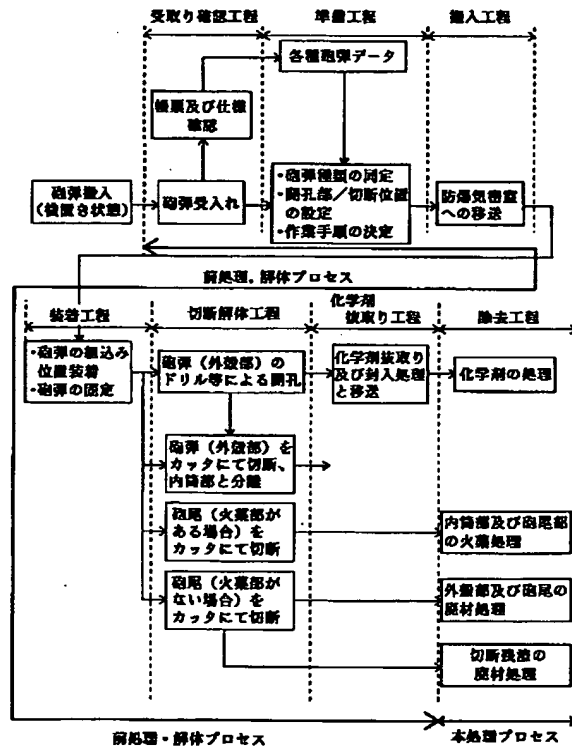 受取り確認工程
準備工程
搬入工程
各種砲弾データ
帳票及び仕様
確認
砲弾搬入
(横置き状態)
砲弾受入れ
・砲弾種類の同定
・開孔部/切断位置
の設定
・作業手順の決定
防爆気密室
への移送
前処理,解体プロセス
装着工程
切断解体工程
化学剤
抜取り工程
除去工程
・砲弾の組込み
位置装着
・砲弾の固定
砲弾(外殻部)の
ドリル等による開孔
化学剤抜取り
及び封入処理
と移送
化学剤の処理
砲弾(外殻部)を
カッタにて切断、
内筒部と分離
砲尾(火薬部が
ある場合)を
カッタにて切断
内筒部及び砲尾部
の火薬処理
砲尾(火薬部が
ない場合)を
カッタにて切断
外殻部及び砲尾の
廃材処理
切断残渣の
廃材処理
前処理・解体プロセス
本処理プロセス